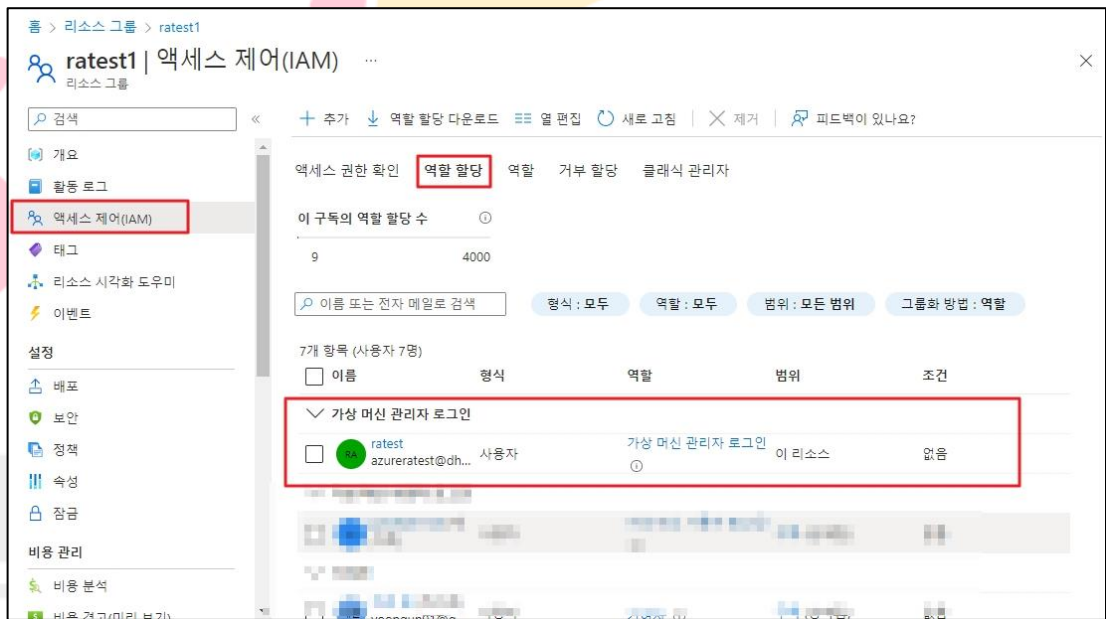 홈 > 리소스 그룹 > ratest1
ratest1 | 액세스 제어(IAM) ...
리소스 그룹
검색 «
추가 역할 할당 다운로드 열 편집 새로 고침 제거 피드백이 있나요?
개요
활동 로그
액세스 제어(IAM)
태그
리소스 시각화 도우미
이벤트
설정
배포
보안
정책
속성
잠금
비용 관리
비용 분석
비용 경고(미리 보기)
액세스 권한 확인 역할 할당 역할 거부 할당 클래식 관리자
이 구독의 역할 할당 수
9 4000
이름 또는 전자 메일로 검색 형식 : 모두 역할 : 모두 범위 : 모든 범위 그룹화 방법 : 역할
7개 항목 (사용자 7명)
이름 형식 역할 범위 조건
가상 머신 관리자 로그인
RA ratest 사용자 가상 머신 관리자 로그인 이 리소스 없음
azureratest@dh...